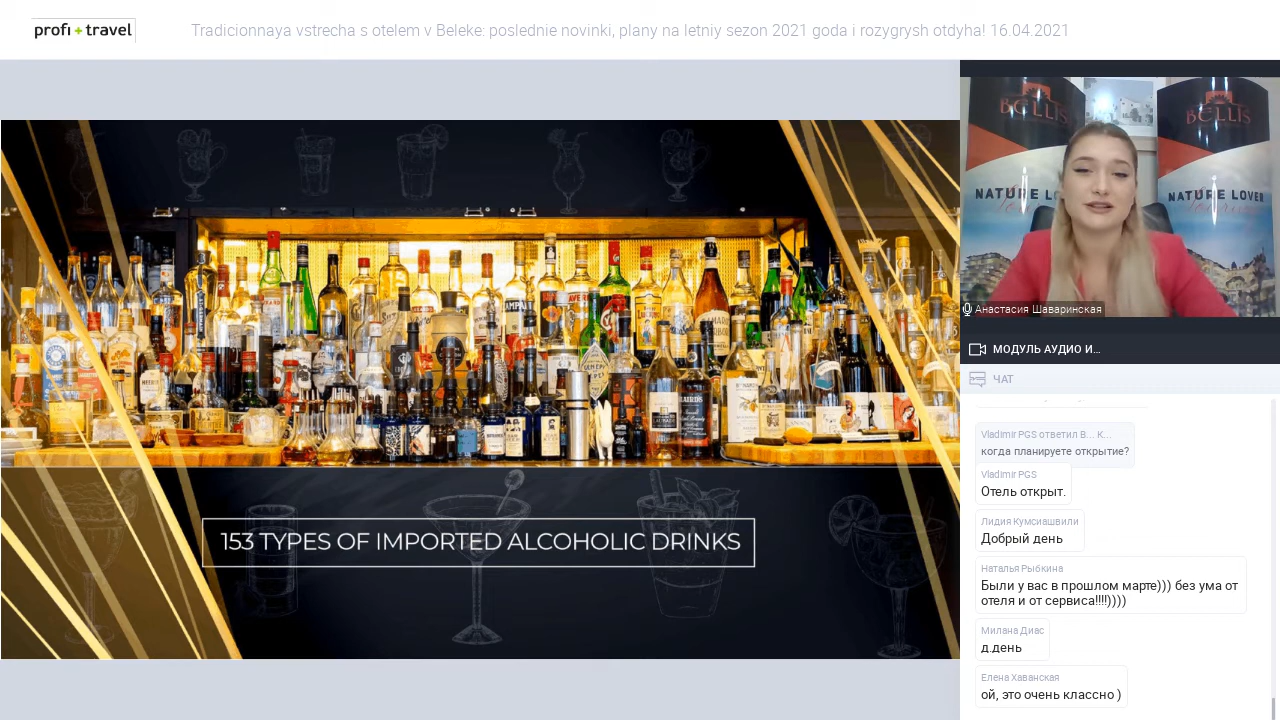 profi+travel
Tradicionnaya vstrecha s otelem v Beleke: poslednie novinki, plany na letniy sezon 2021 goda i rozygrysh otdyha! 16.04.2021
BELLIS
BELLIS
NATURE LOVER
NATURE LOVER
Анастасия Шаваринская
МОДУЛЬ АУДИО И...
ЧАТ
Vladimir PGS ответил В... К...
когда планируете открытие?
Vladimir PGS
Отель открыт.
Лидия Кумсиашвили
Добрый день
Наталья Рыбкина
Были у вас в прошлом марте))) без ума от
отеля и от сервиса!!!!))))
Милана Диас
д.день
Елена Хаванская
ой, это очень классно )
153 TYPES OF IMPORTED ALCOHOLIC DRINKS